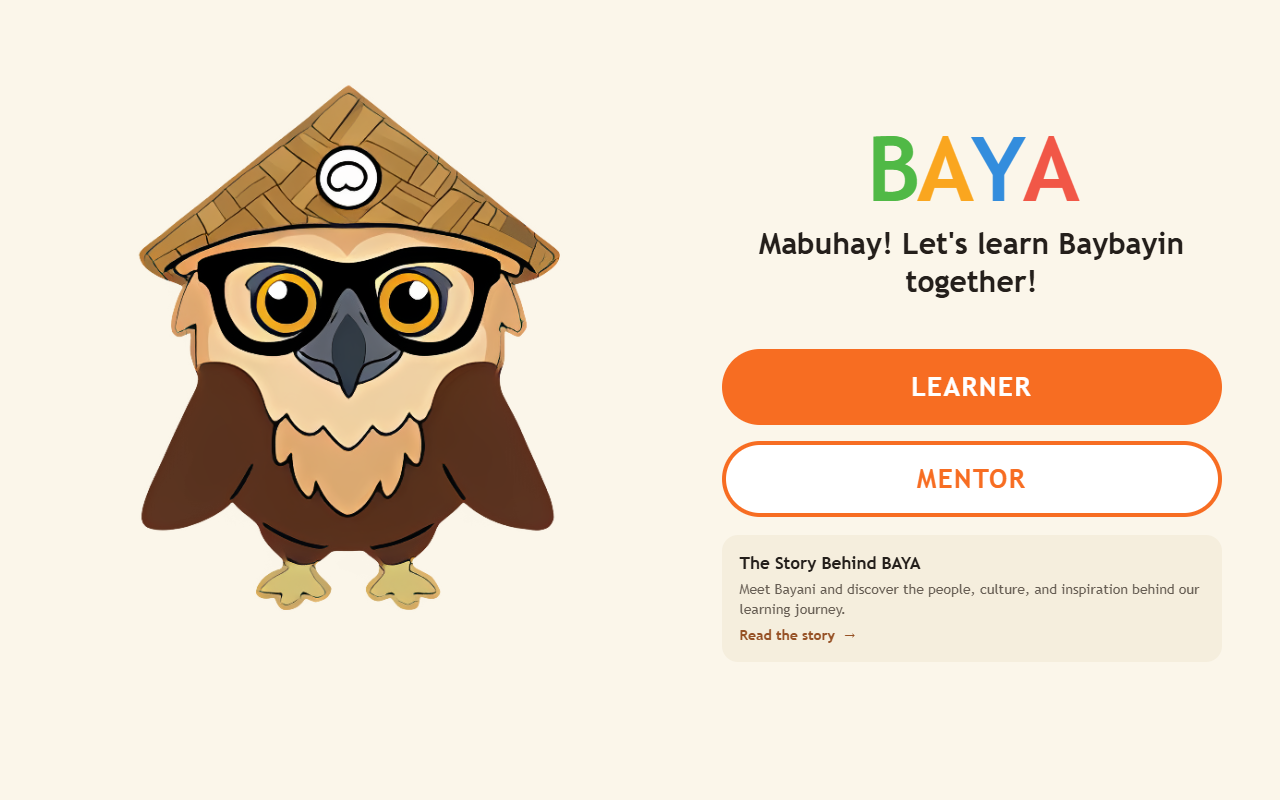 ᜊ
BAYA
Mabuhay! Let's learn Baybayin
together!
LEARNER
MENTOR
The Story Behind BAYA
Meet Bayani and discover the people, culture, and inspiration behind our
learning journey.
Read the story →